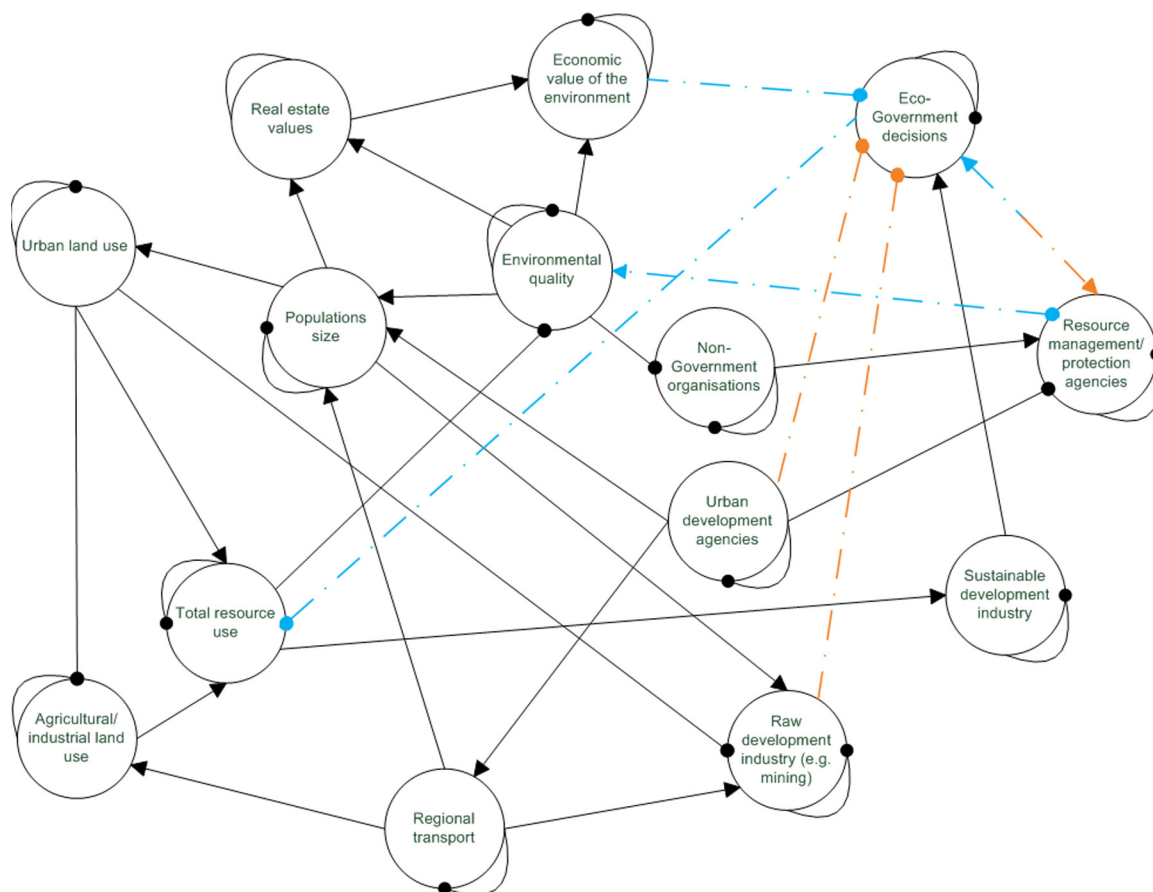 Economic
value of the
environment
Real estate
values
Eco-
Government
decisions
Urban land use
Environmental
quality
Populations
size
Non-
Government
organisations
Resource
management/
protection
agencies
Urban
development
agencies
Sustainable
development
industry
Total resource
use
Agricultural/
industrial land
use
Raw
development
industry (e.g.
mining)
Regional
transport